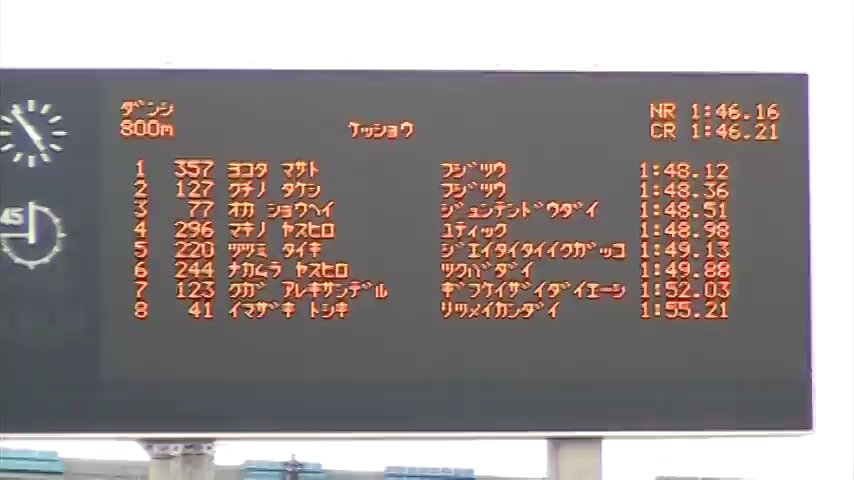 ダンシ
800m ケッショウ
NR 1:46.16
CR 1:46.21
1 357 ヨコタ マサト フジツウ 1:48.12
2 127 クチノ タケシ フジツウ 1:48.36
3 77 オカ ショウヘイ ジュンテンドウダイ 1:48.51
4 296 マキノ ヤスヒロ ユティック 1:48.98
5 220 ツツミ タイキ ジエイタイタイイクガッコ 1:49.13
6 244 ナカムラ ヤスヒロ ツクバダイ 1:49.88
7 123 クガ アレキサンデル ギフケイザイダイエーシ 1:52.03
8 41 イマザキ トシキ リツメイカンダイ 1:55.21
45